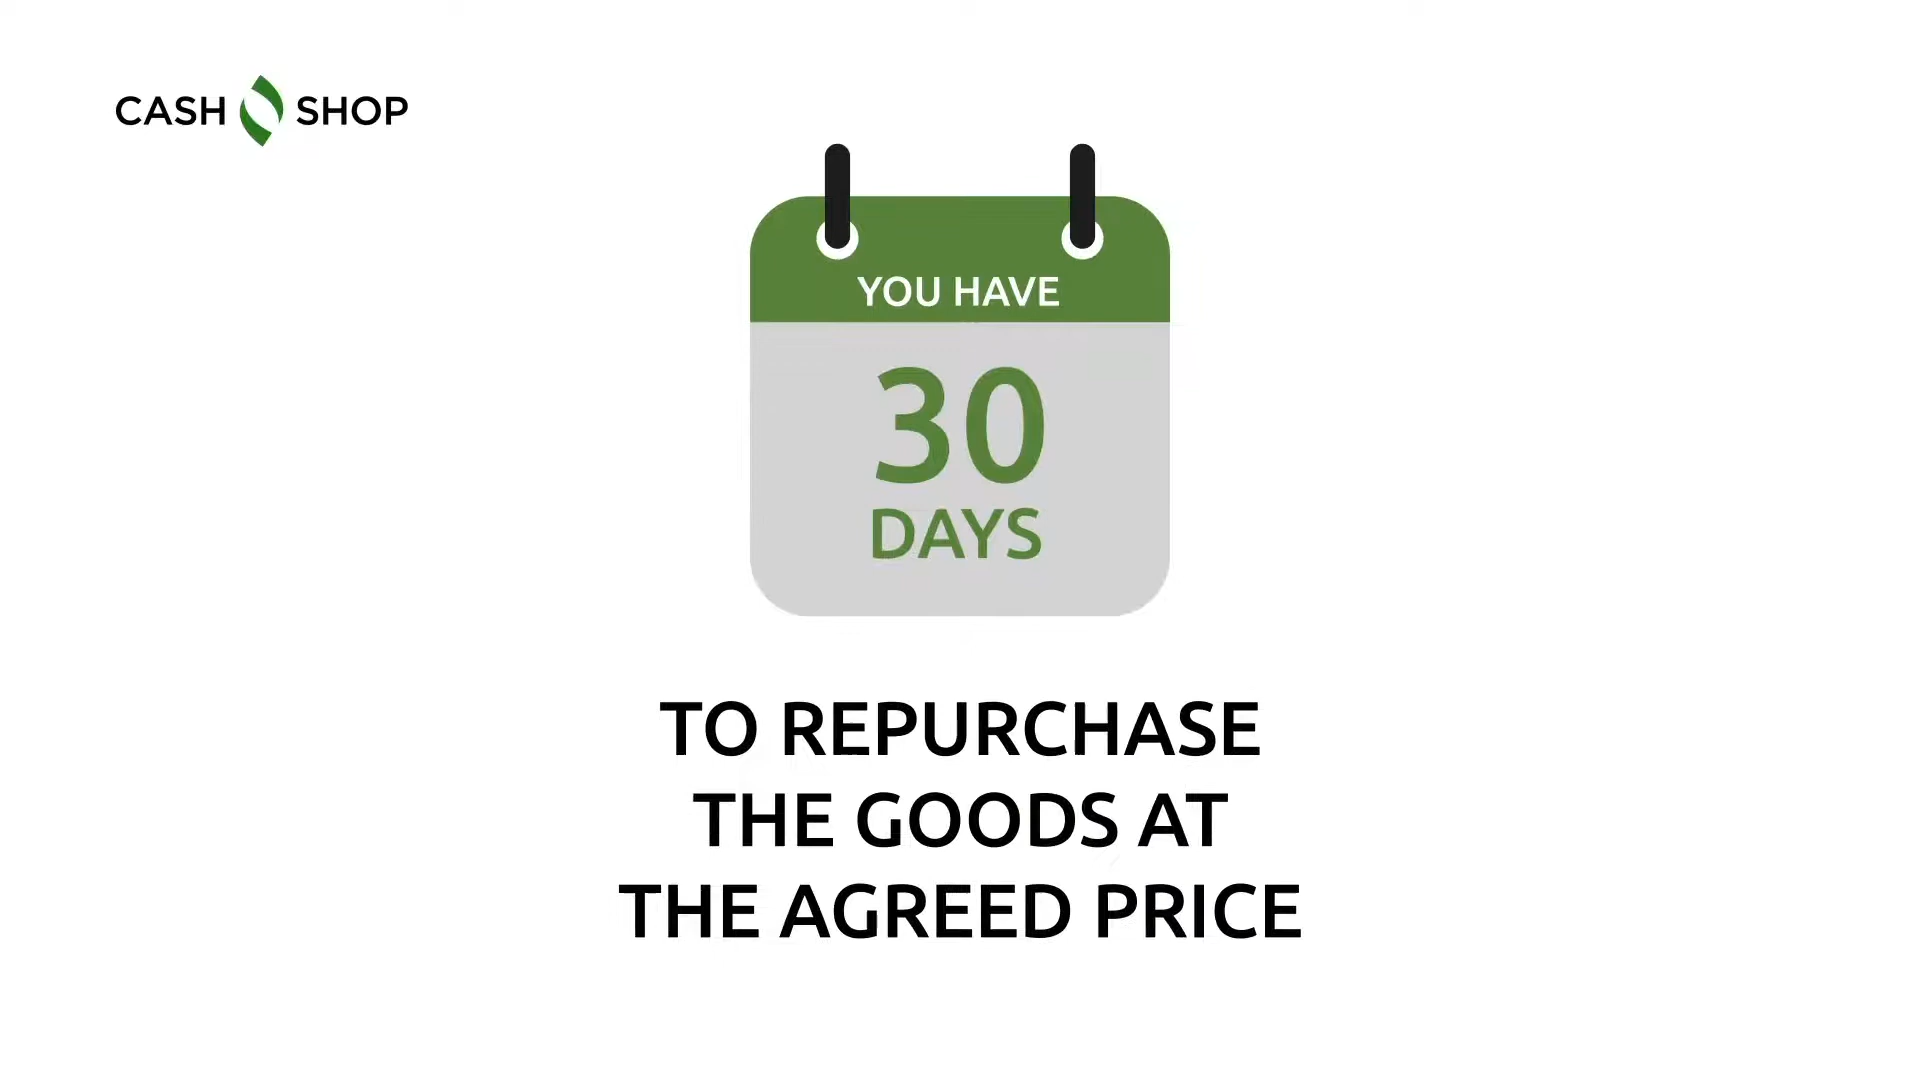 CASH SHOP
YOU HAVE
30
DAYS
TO REPURCHASE
THE GOODS AT
THE AGREED PRICE